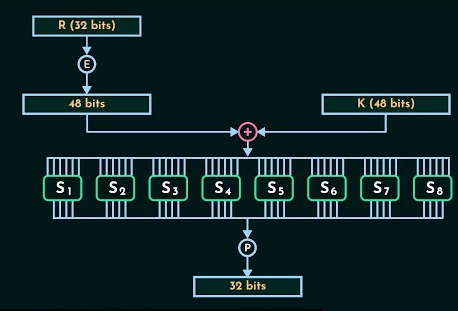 R (32 bits)
E
48 bits
K (48 bits)
+
S1 S2 S3 S4 S5 S6 S7 S8
P
32 bits